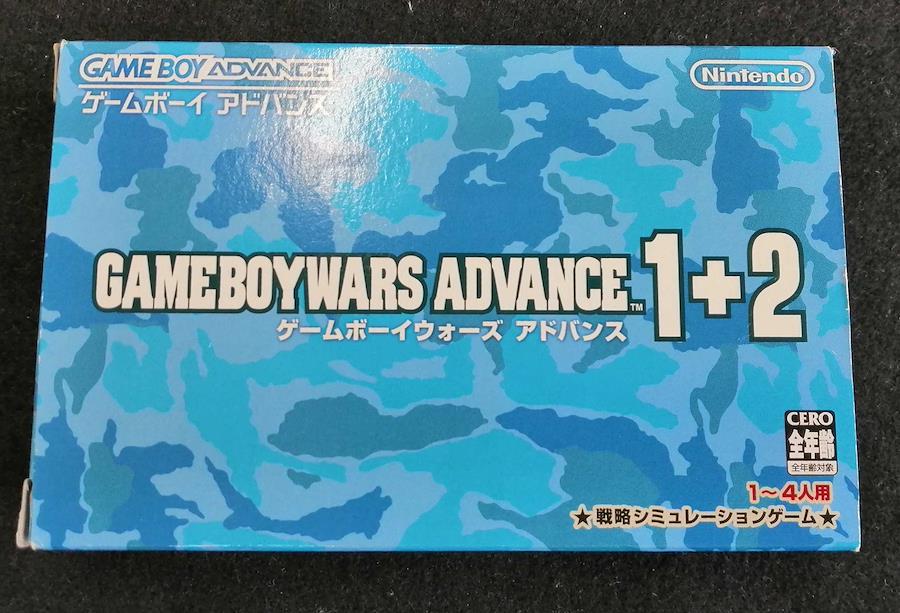 GAME BOY ADVANCE
ゲームボーイ アドバンス
Nintendo®
GAMEBOYWARS ADVANCE™ 1+2
ゲームボーイウォーズ アドバンス
CERO
全年齢
全年齢対象
1～4人用
★戦略シミュレーションゲーム★